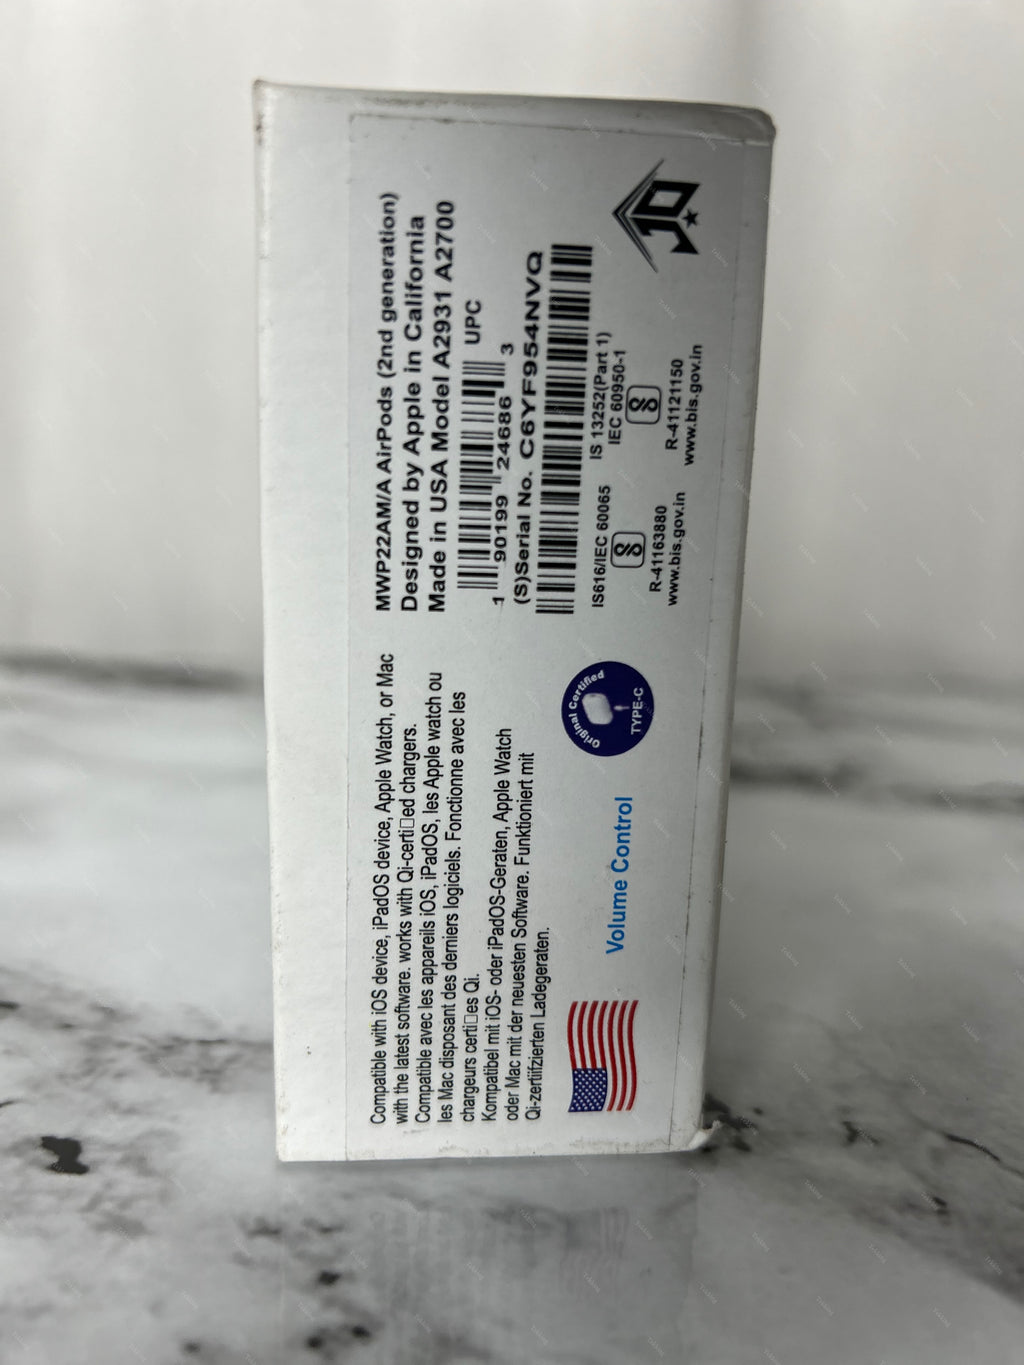 MWP22AM/A AirPods (2nd generation)
Designed by Apple in California
Made in USA Model A2931 A2700
UPC
1 90199 24686 3
(S)Serial No. C6YF954NVQ
IS616/IEC 60065
R-41163880
www.bis.gov.in
IS 13252(Part 1)
IEC 60950-1
R-41121150
www.bis.gov.in
JQ
Compatible with iOS device, iPadOS device, Apple Watch, or Mac
with the latest software. works with Qi-certi□ed chargers.
Compatible avec les appareils iOS, iPadOS, les Apple watch ou
les Mac disposant des derniers logiciels. Fonctionne avec les
chargeurs certi□es Qi.
Kompatibel mit iOS- oder iPadOS-Geraten, Apple Watch
oder Mac mit der neuesten Software. Funktioniert mit
Qi-zertiifzierten Ladegeraten.
Volume Control
Original Certified
TYPE-C